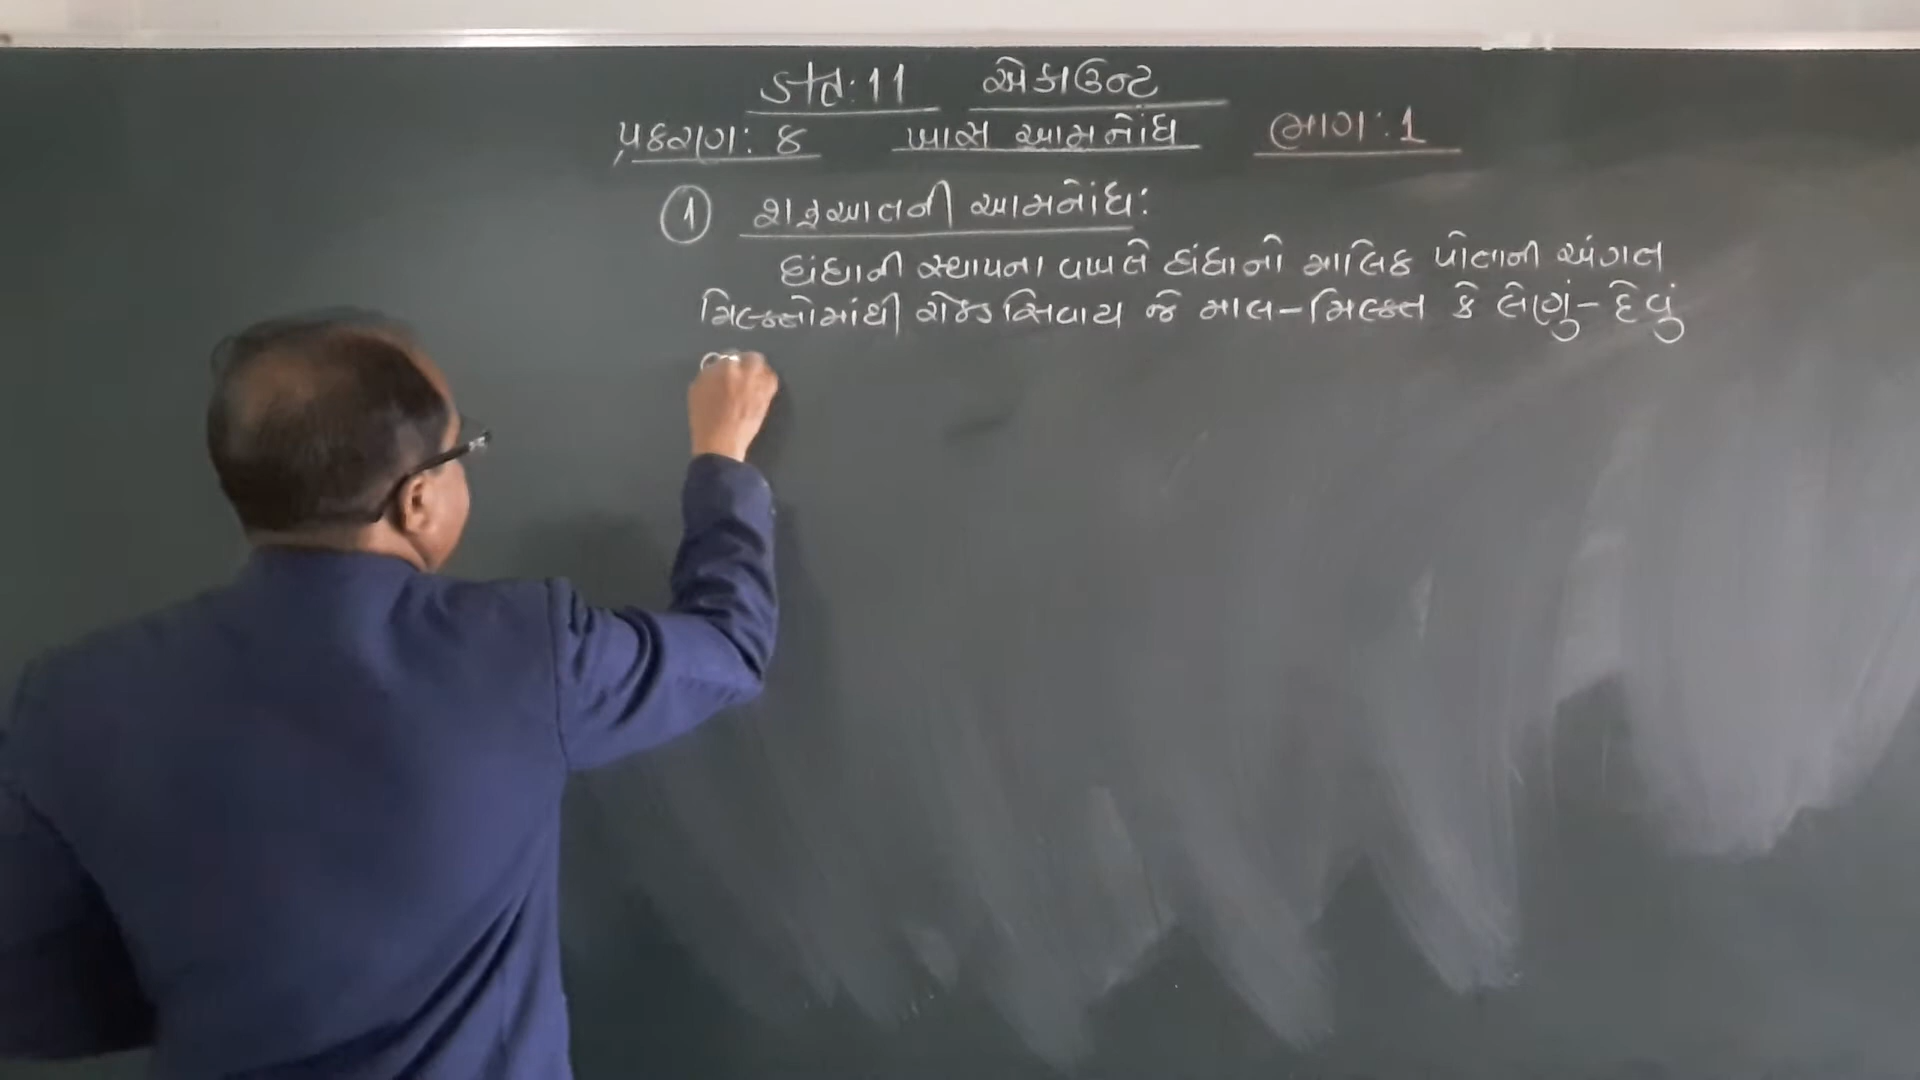 ધોરણ: 11 એકાઉન્ટ
પ્રકરણ: 8 ખાસ આમનોંધ ભાગ: 1
1 શરૂઆતની આમનોંધ:
ધંધાની સ્થાપના વખતે ધંધાનો માલિક પોતાની અંગત
મિલ્કતોમાંથી રોકડ સિવાય જે માલ-મિલ્કત કે લેણું-દેવું